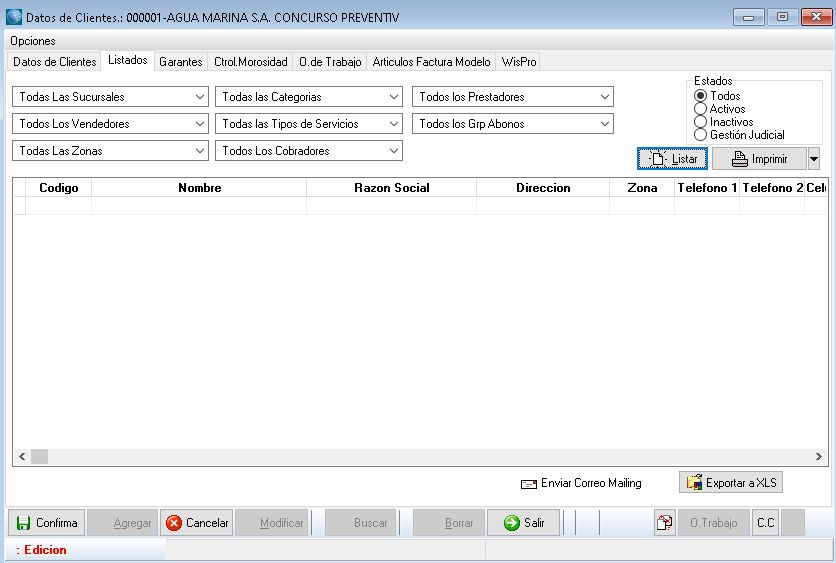 Datos de Clientes.: 000001-AGUA MARINA S.A. CONCURSO PREVENTIV
Opciones
Datos de Clientes Listados Garantes Ctrol.Morosidad O.de Trabajo Articulos Factura Modelo WisPro
Todas Las Sucursales Todas las Categorias Todos los Prestadores
Todos Los Vendedores Todas las Tipos de Servicios Todos los Grp Abonos
Todas Las Zonas Todos Los Cobradores
Estados
Todos
Activos
Inactivos
Gestión Judicial
Listar Imprimir
Codigo Nombre Razon Social Direccion Zona Telefono 1 Telefono 2 Celu
Enviar Correo Mailing Exportar a XLS
Confirma Agregar Cancelar Modificar Buscar Borrar Salir O.Trabajo C.C
: Edicion